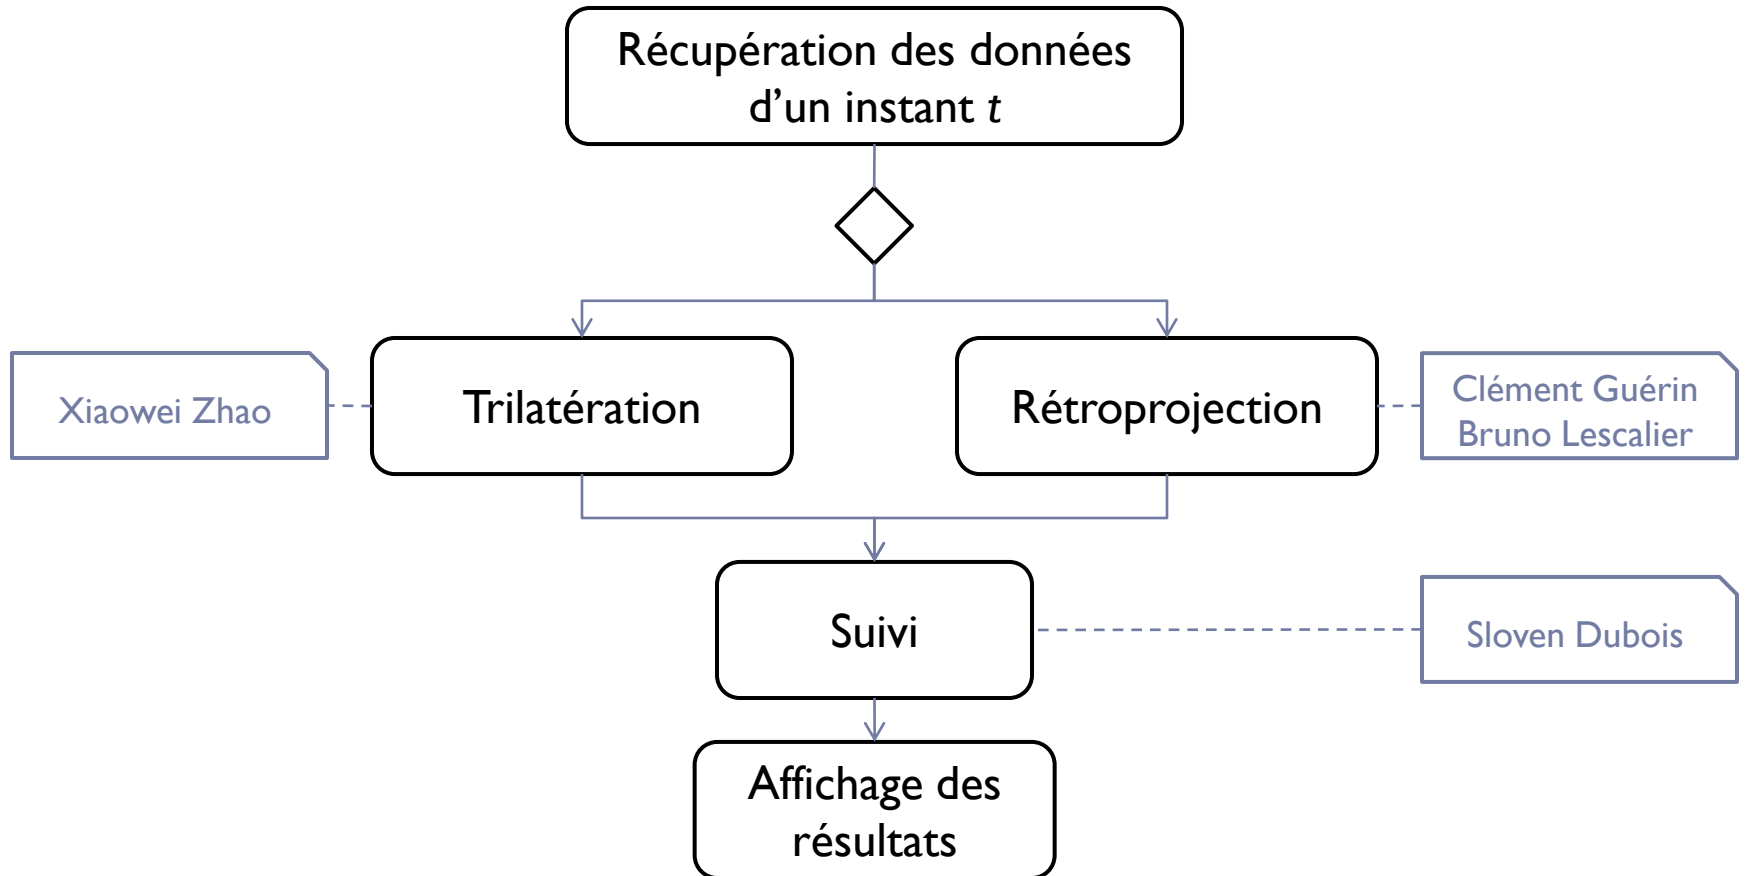 Récupération des données
d’un instant t
Xiaowei Zhao
Trilatération
Rétroprojection
Clément Guérin
Bruno Lescalier
Suivi
Sloven Dubois
Affichage des
résultats